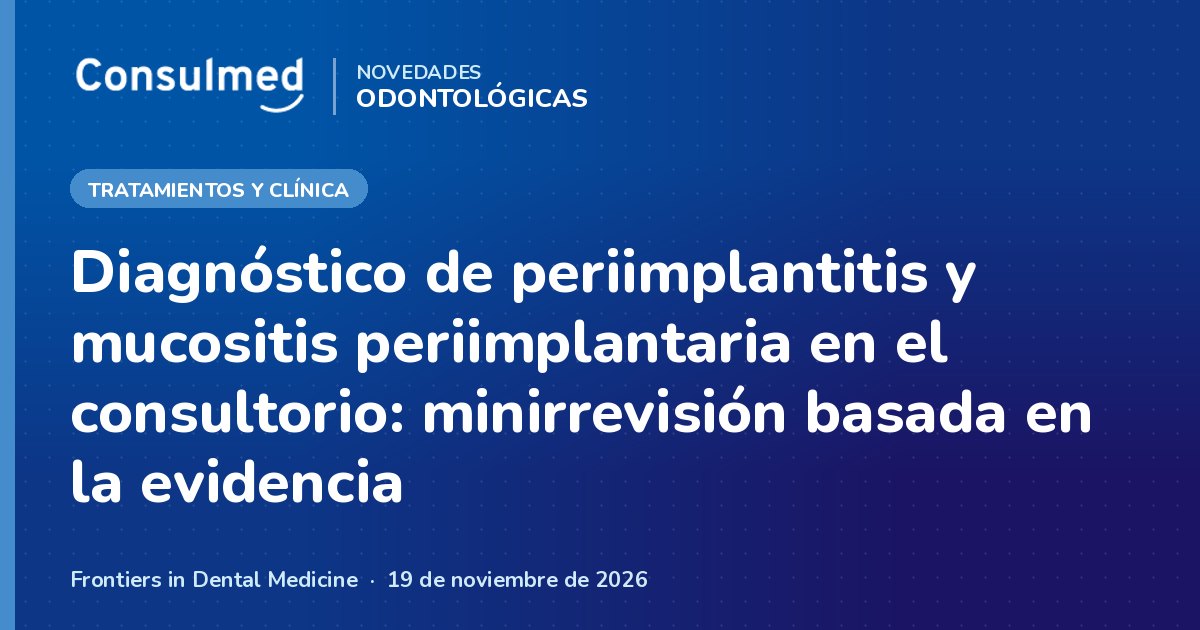 Consulmed
NOVEDADES
ODONTOLÓGICAS
TRATAMIENTOS Y CLÍNICA
Diagnóstico de periimplantitis y
mucositis periimplantaria en el
consultorio: minirrevisión basada en
la evidencia
Frontiers in Dental Medicine · 19 de noviembre de 2026